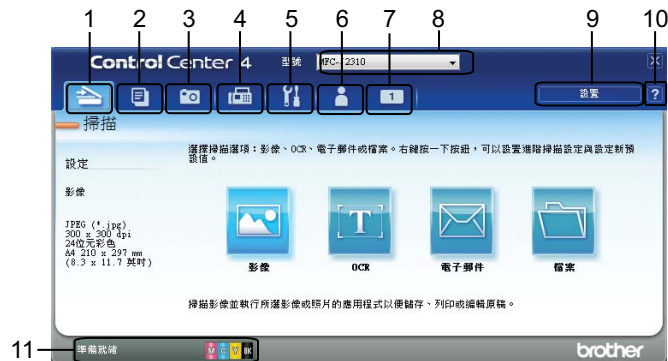 1 2 3 4 5 6 7 8 9 10
Control Center 4 型號 MFC-J2310 X
1 設置 ?
掃描
選擇掃描選項：影像、OCR、電子郵件或檔案。右鍵按一下按鈕，可以設置進階掃描設定與設定新預
設值。
設定
影像
JPEG (*.jpg)
300 x 300 dpi
24位元彩色
A4 210 x 297 mm
(8.3 x 11.7 英吋)
T
影像 OCR 電子郵件 檔案
掃描影像並執行所選影像或照片的應用程式以便儲存、列印或編輯原稿。
11 準備就緒 M C Y BK brother